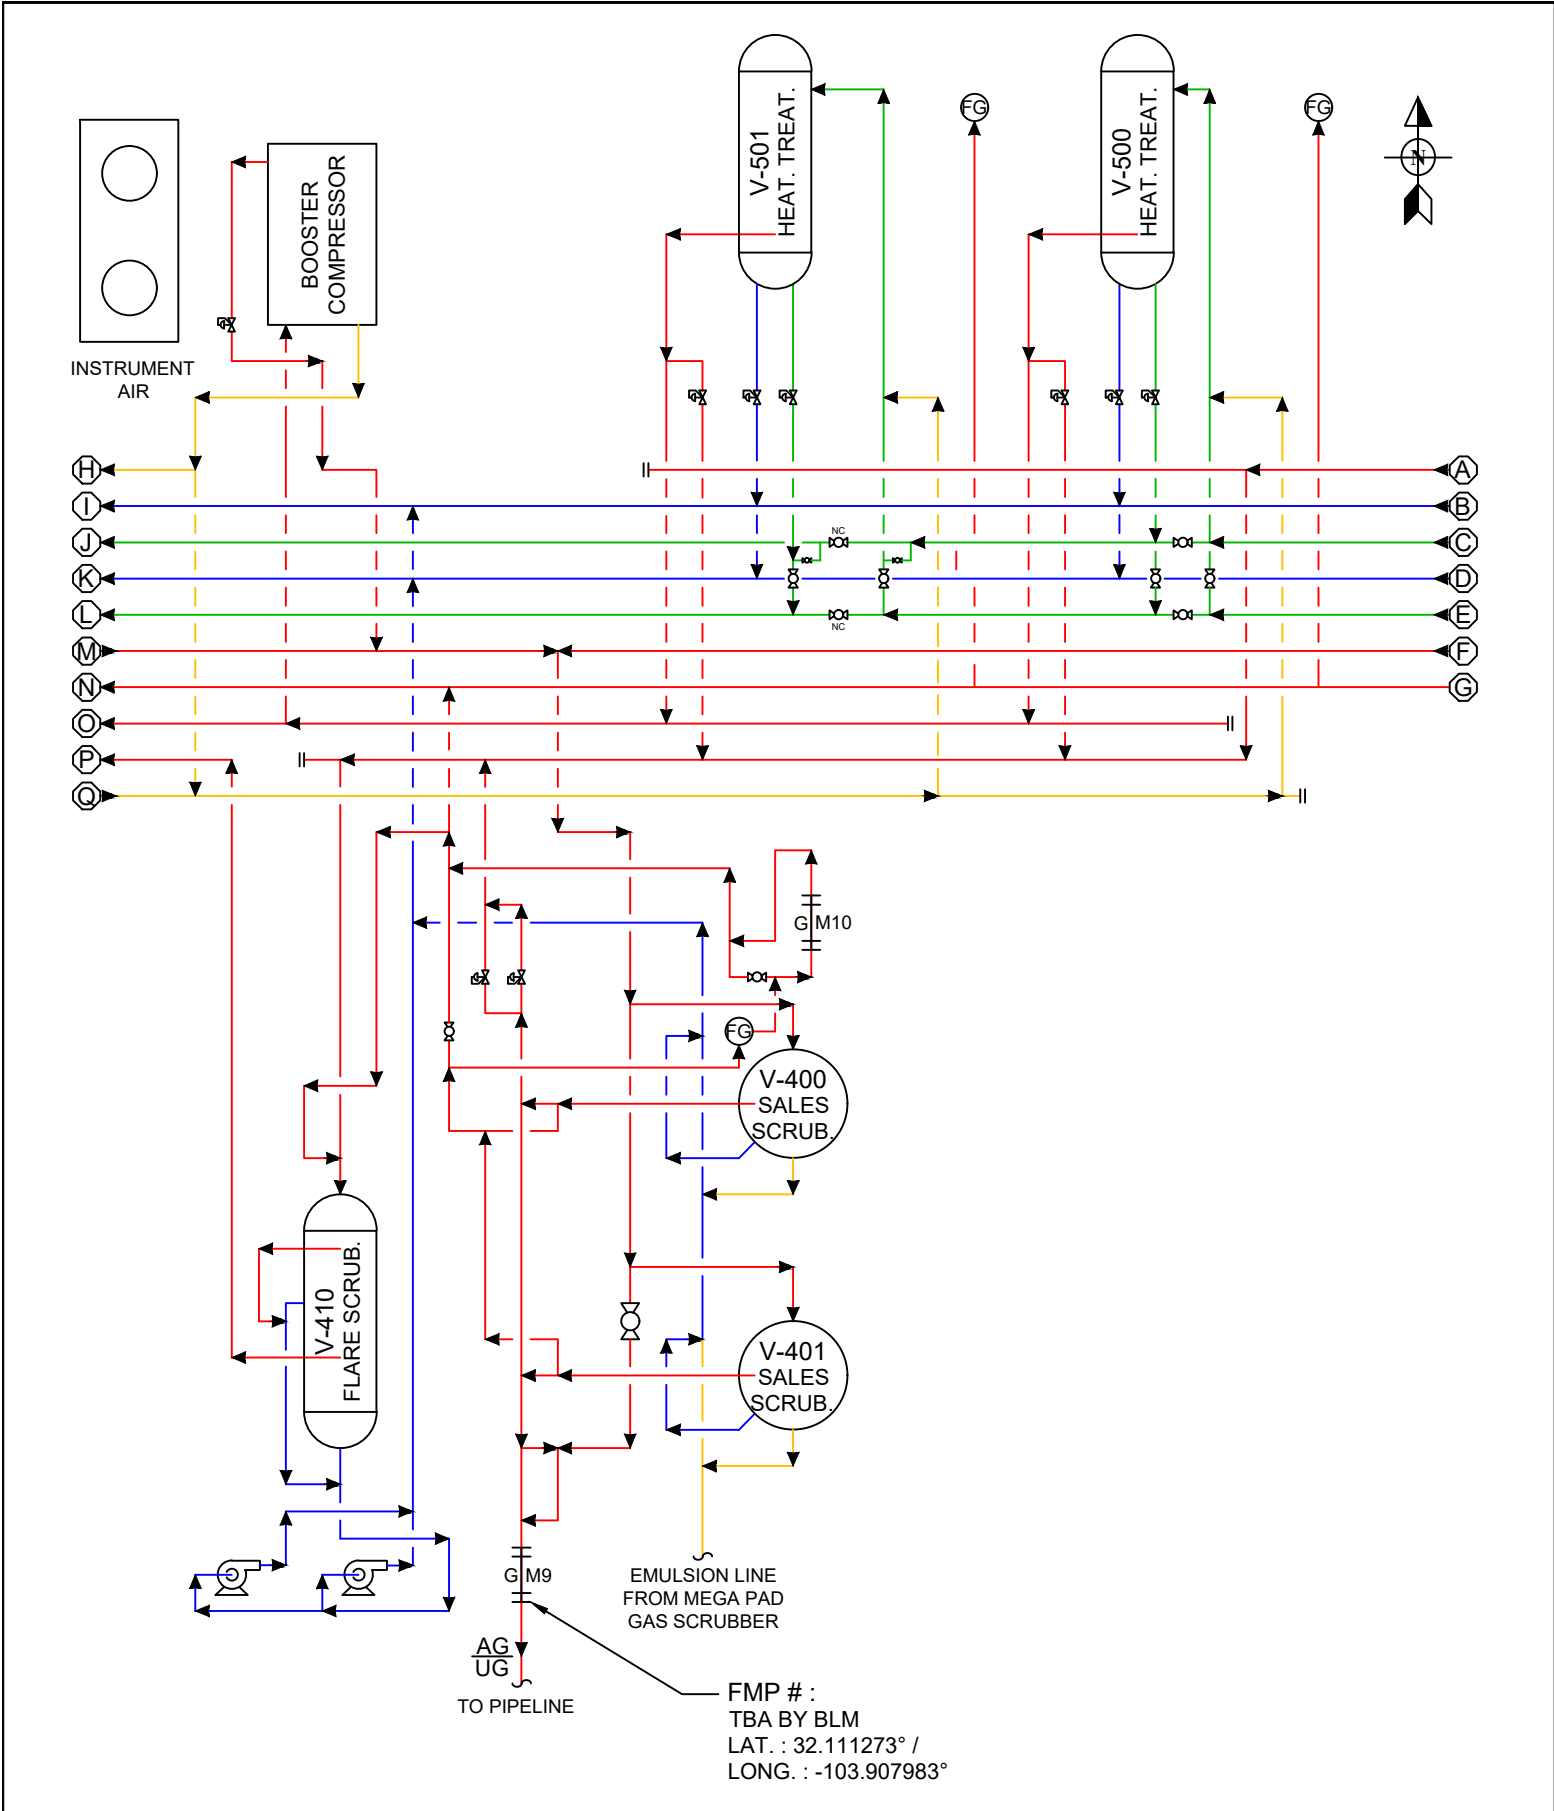 V-501
HEAT. TREAT.
FG
V-500
HEAT. TREAT.
FG
N
BOOSTER
COMPRESSOR
INSTRUMENT
AIR
H
A
I
B
J
NC
C
K
D
L
NC
E
M
F
N
G
O
P
Q
G M10
FG
V-400
SALES
SCRUB.
V-410
FLARE SCRUB.
V-401
SALES
SCRUB.
G M9
EMULSION LINE
FROM MEGA PAD
GAS SCRUBBER
AG
UG
TO PIPELINE
FMP # :
TBA BY BLM
LAT. : 32.111273° /
LONG. : -103.907983°